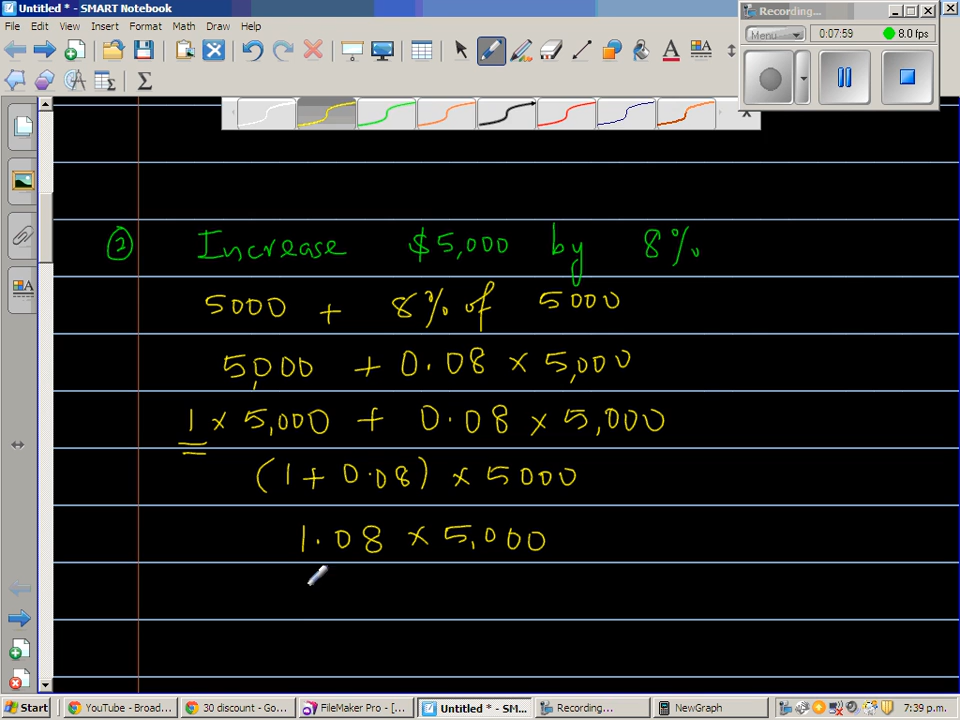 Untitled * - SMART Notebook
File Edit View Insert Format Math Draw Help
Recording...
Menu 0:07:59 8.0 fps
② Increase $5,000 by 8%
5000 + 8% of 5000
5,000 + 0.08 × 5,000
1 × 5,000 + 0.08 × 5,000
(1 + 0.08) × 5000
1.08 × 5,000
Start YouTube - Broad... 30 discount - Go... FileMaker Pro - [... Untitled * - SM... Recording... NewGraph 7:39 p.m.